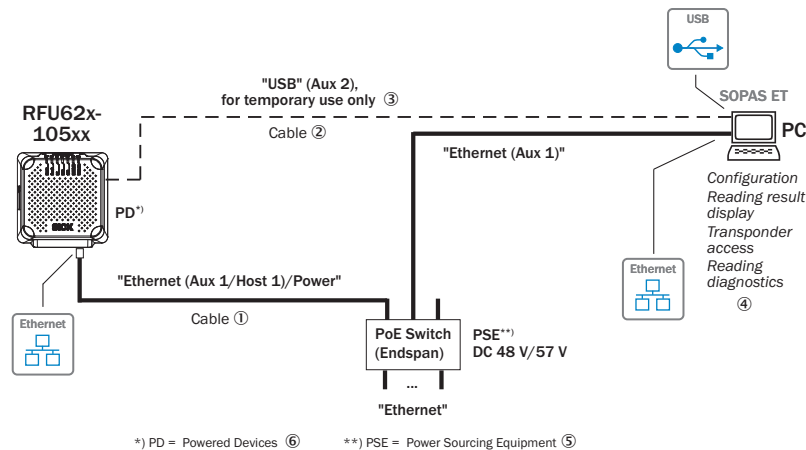 USB
"USB" (Aux 2),
for temporary use only ③
SOPAS ET
RFU62x-
105xx
Cable ②
PC
"Ethernet (Aux 1)"
SICK
PD*)
Configuration
Reading result
display
Transponder
access
Reading
diagnostics
④
Ethernet
"Ethernet (Aux 1/Host 1)/Power"
Cable ①
Ethernet
PoE Switch
(Endspan)
PSE**)
DC 48 V/57 V
...
"Ethernet"
*) PD = Powered Devices ⑥
**) PSE = Power Sourcing Equipment ⑤